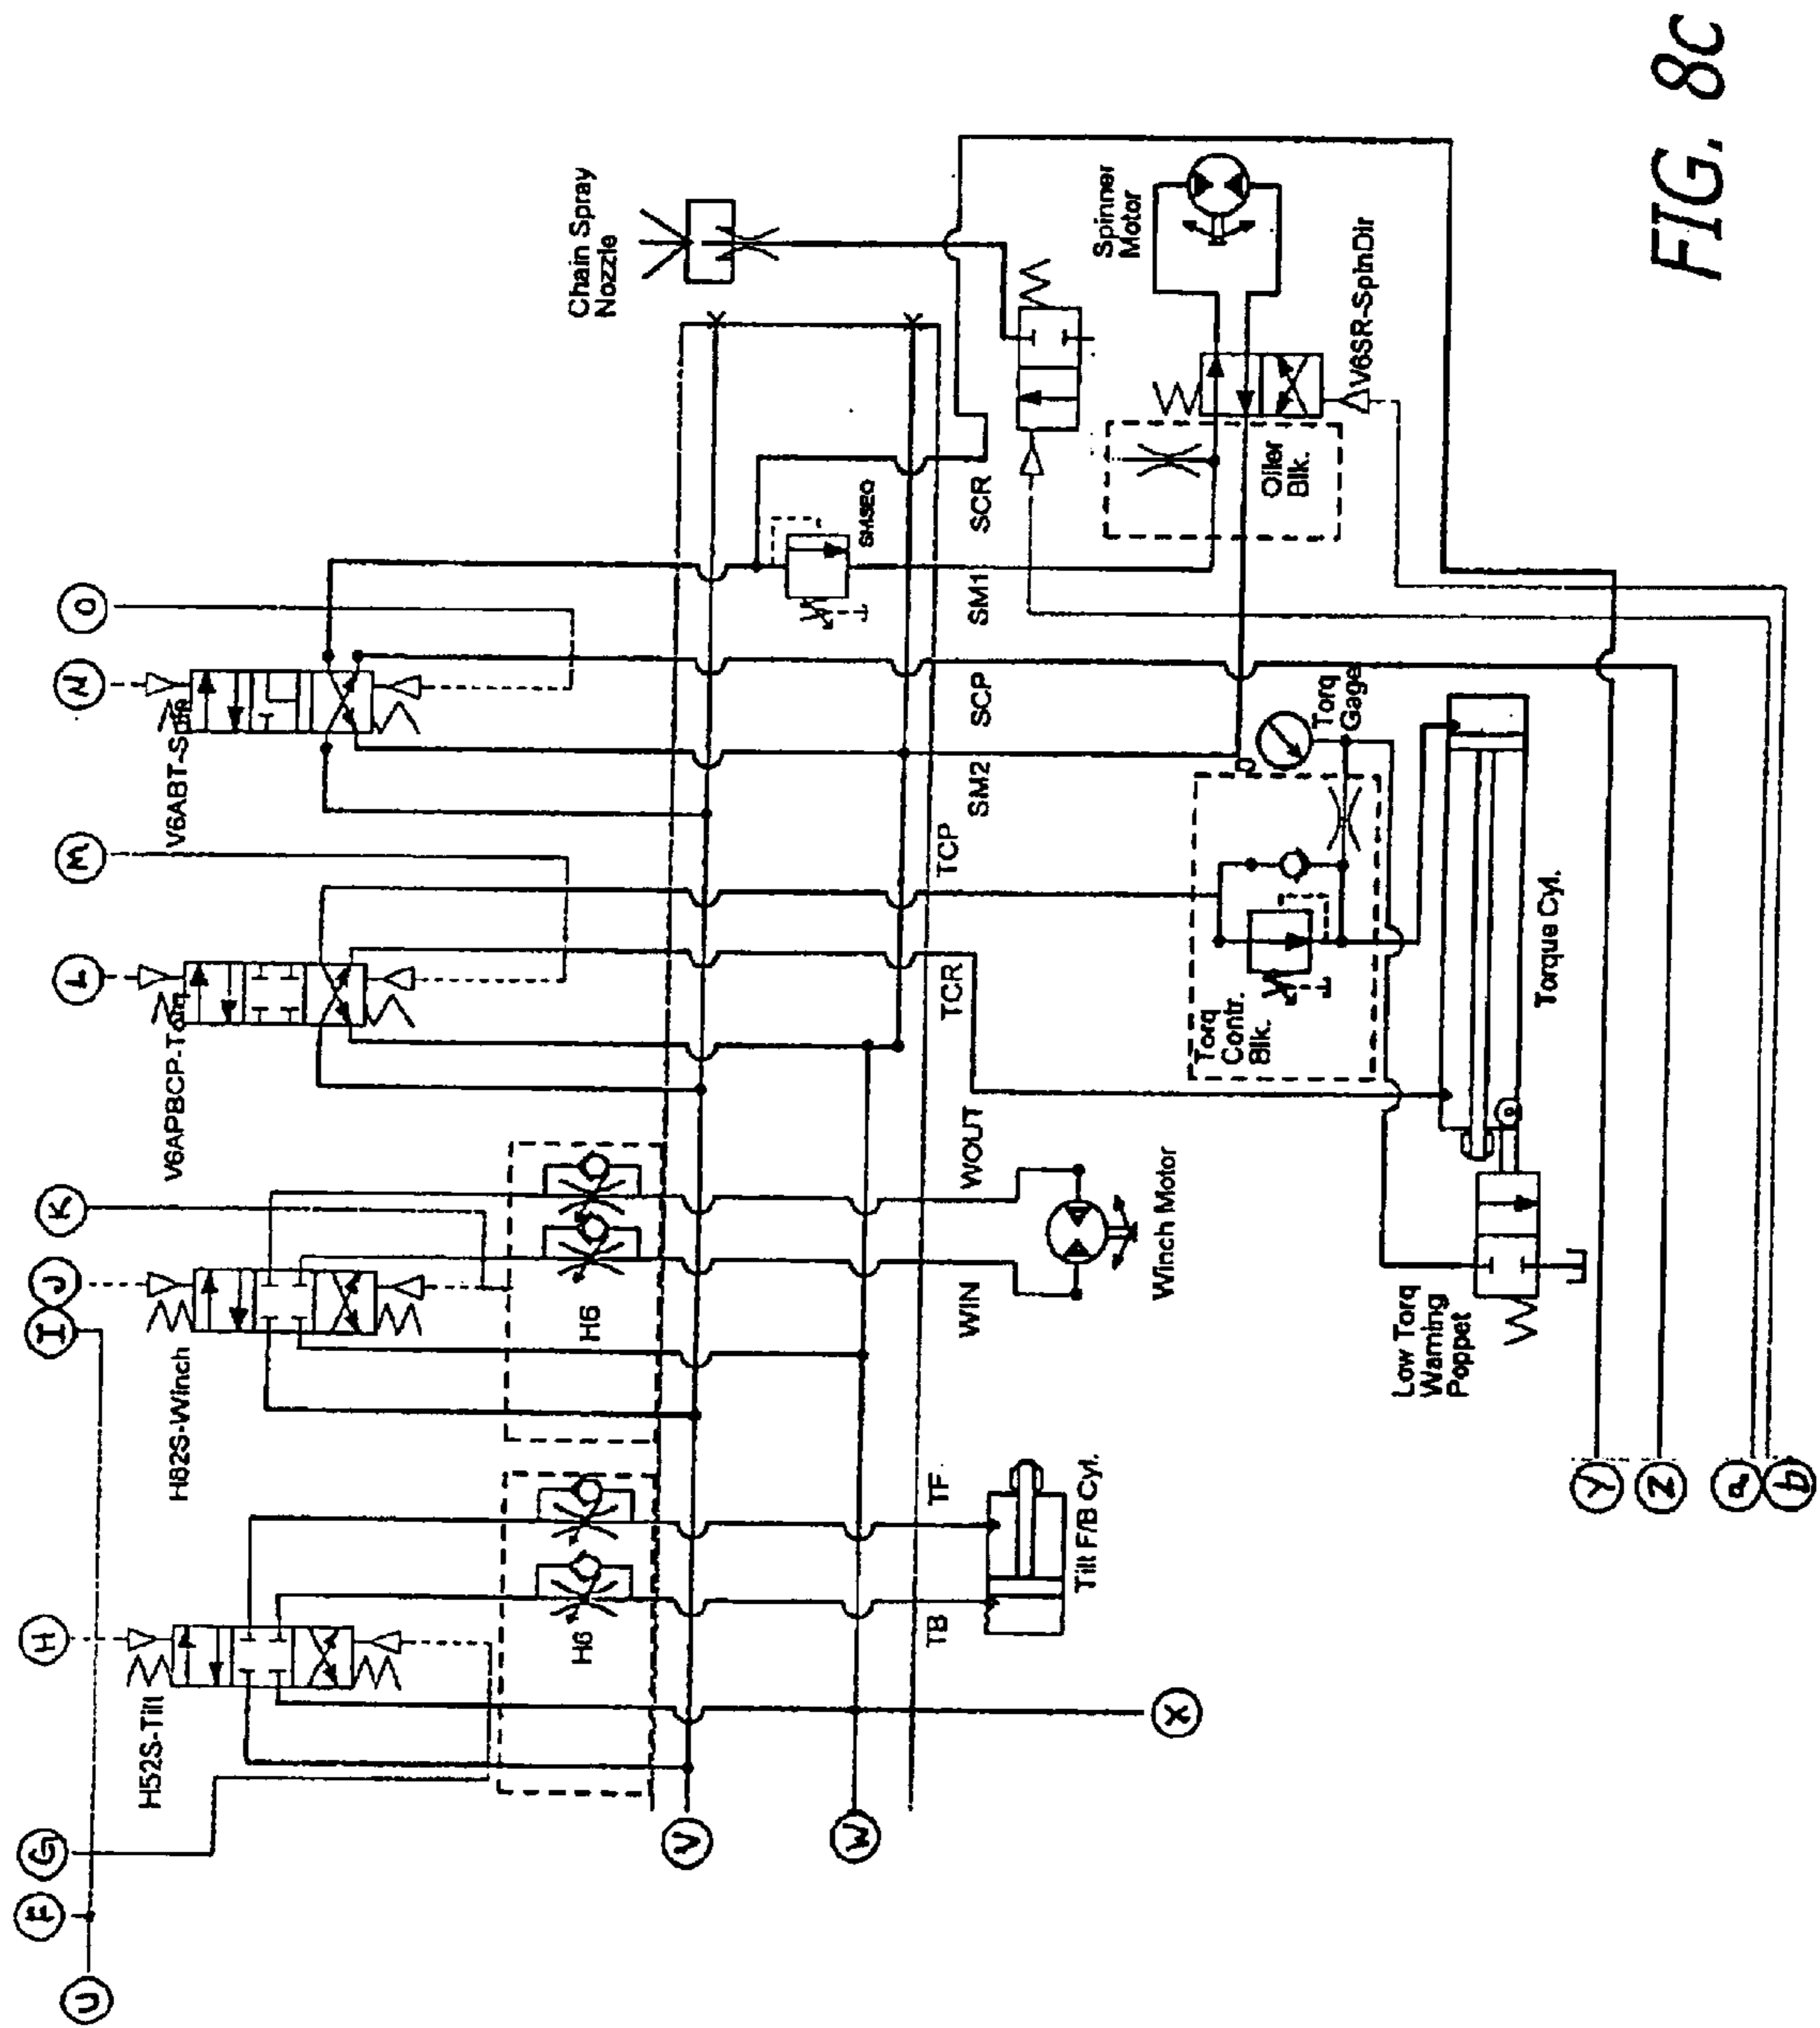 U
F
G
H
I
J
K
L
M
N
O
H52S-Tilt
H82S-Winch
V6APBCP-Torq
V6ABT-
H6
H6
V
W
X
TB
TF
WIN
WOUT
TCR
TCP
SM2
SCP
SM1
SCR
SMSEQ
Chain Spray
Nozzle
Spinner
Motor
V6SR-SpinDir
Oiler
Blk.
Torq
Gage
Torq
Contr.
Blk.
Torque Cyl.
Winch Motor
Tilt F/B Cyl.
Low Torq
Warning
Poppet
Y
Z
a
b
FIG. 8C